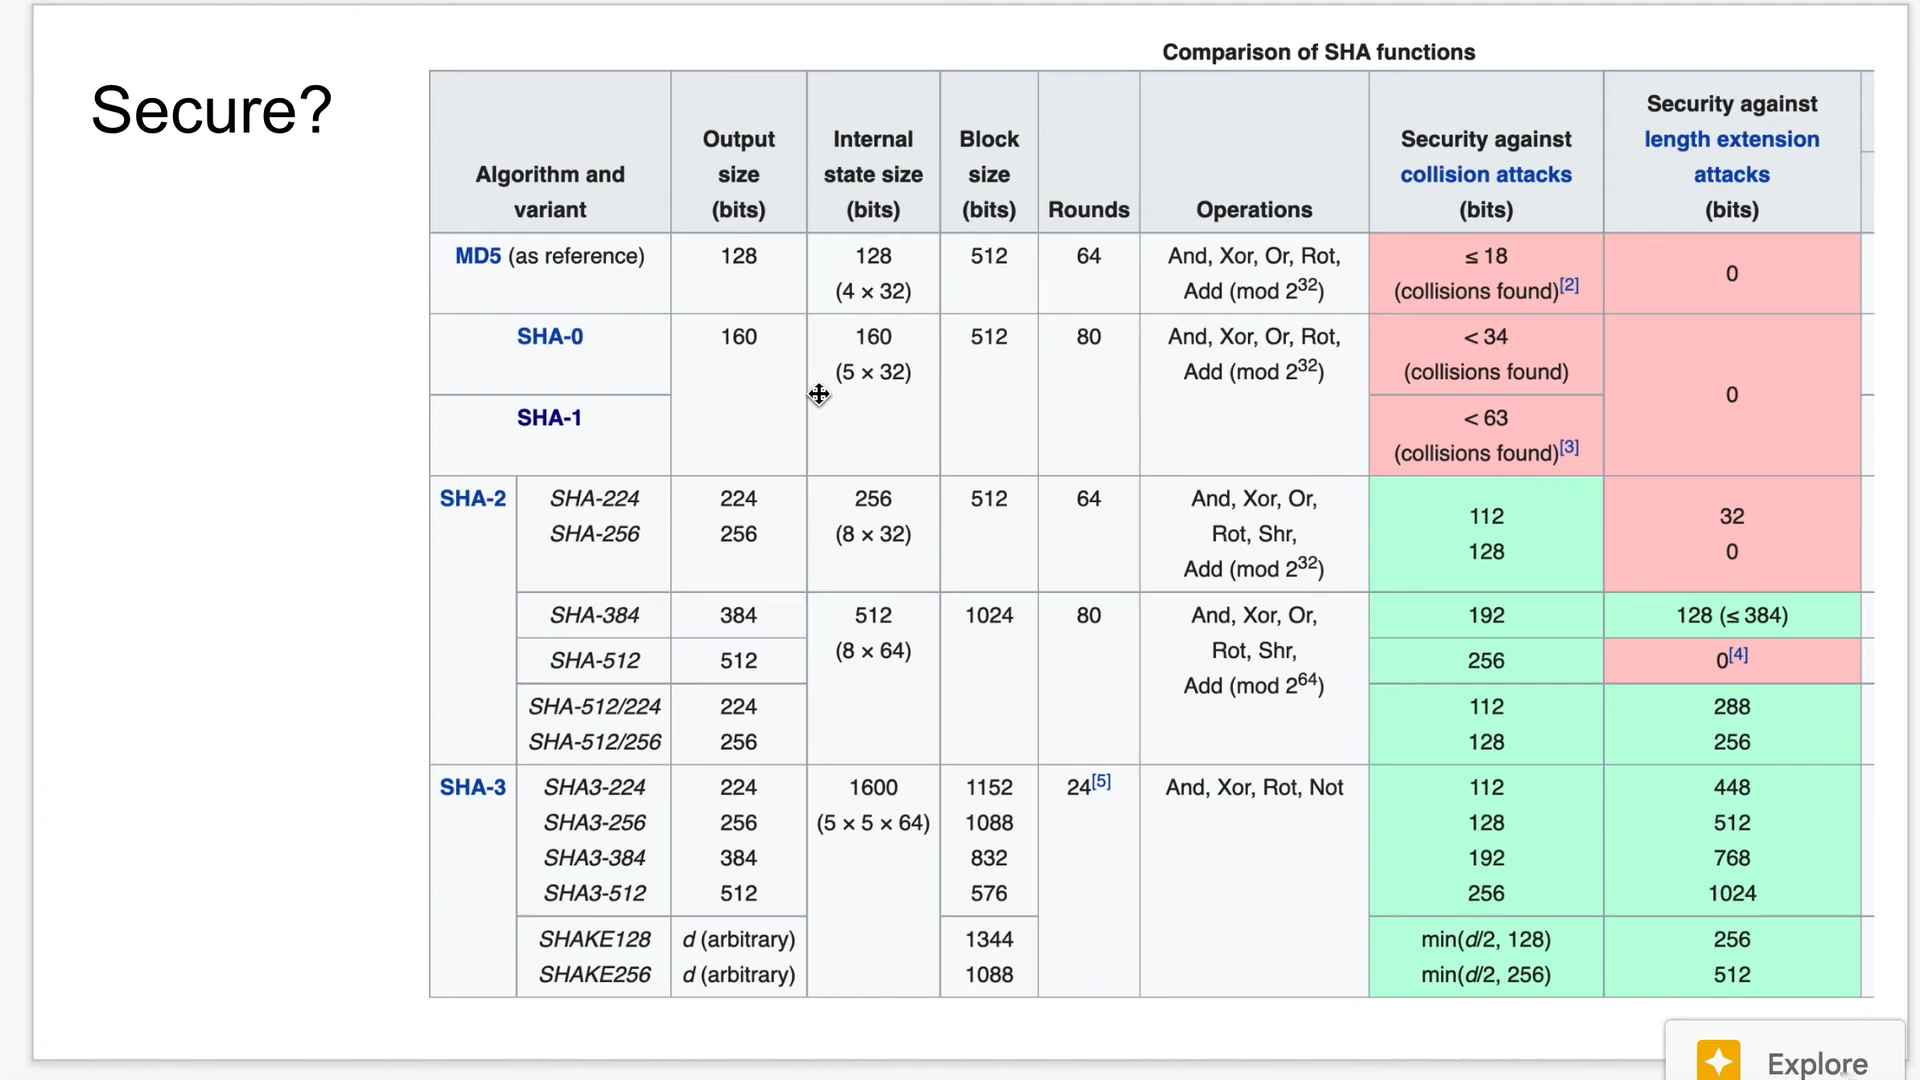 Secure?
Comparison of SHA functions
Algorithm and variant | Output size (bits) | Internal state size (bits) | Block size (bits) | Rounds | Operations | Security against collision attacks (bits) | Security against length extension attacks (bits)
MD5 (as reference) | 128 | 128 (4 × 32) | 512 | 64 | And, Xor, Or, Rot, Add (mod 2^32) | ≤ 18 (collisions found)[2] | 0
SHA-0 | 160 | 160 (5 × 32) | 512 | 80 | And, Xor, Or, Rot, Add (mod 2^32) | < 34 (collisions found) | 0
SHA-1 | < 63 (collisions found)[3]
SHA-2 | SHA-224 | 224 | 256 (8 × 32) | 512 | 64 | And, Xor, Or, Rot, Shr, Add (mod 2^32) | 112 | 32
SHA-256 | 256 | 128 | 0
SHA-384 | 384 | 512 (8 × 64) | 1024 | 80 | And, Xor, Or, Rot, Shr, Add (mod 2^64) | 192 | 128 (≤ 384)
SHA-512 | 512 | 256 | 0[4]
SHA-512/224 | 224 | 112 | 288
SHA-512/256 | 256 | 128 | 256
SHA-3 | SHA3-224 | 224 | 1600 (5 × 5 × 64) | 1152 | 24[5] | And, Xor, Rot, Not | 112 | 448
SHA3-256 | 256 | 1088 | 128 | 512
SHA3-384 | 384 | 832 | 192 | 768
SHA3-512 | 512 | 576 | 256 | 1024
SHAKE128 | d (arbitrary) | 1344 | min(d/2, 128) | 256
SHAKE256 | d (arbitrary) | 1088 | min(d/2, 256) | 512
Explore